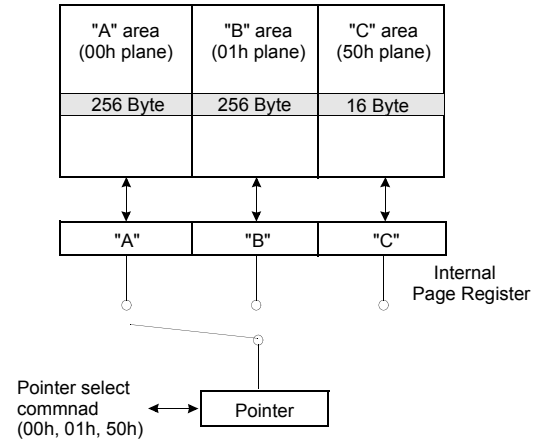 "A" area
(00h plane)
"B" area
(01h plane)
"C" area
(50h plane)
256 Byte
256 Byte
16 Byte
"A"
"B"
"C"
Internal
Page Register
Pointer select
commnad
(00h, 01h, 50h)
Pointer